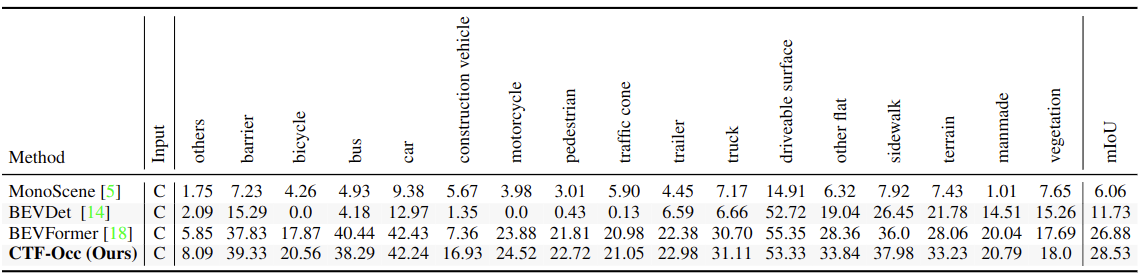 Method Input others barrier bicycle bus car construction vehicle motorcycle pedestrian traffic cone trailer truck driveable surface other flat sidewalk terrain manmade vegetation mIoU
MonoScene [5] C 1.75 7.23 4.26 4.93 9.38 5.67 3.98 3.01 5.90 4.45 7.17 14.91 6.32 7.92 7.43 1.01 7.65 6.06
BEVDet [14] C 2.09 15.29 0.0 4.18 12.97 1.35 0.0 0.43 0.13 6.59 6.66 52.72 19.04 26.45 21.78 14.51 15.26 11.73
BEVFormer [18] C 5.85 37.83 17.87 40.44 42.43 7.36 23.88 21.81 20.98 22.38 30.70 55.35 28.36 36.0 28.06 20.04 17.69 26.88
CTF-Occ (Ours) C 8.09 39.33 20.56 38.29 42.24 16.93 24.52 22.72 21.05 22.98 31.11 53.33 33.84 37.98 33.23 20.79 18.0 28.53